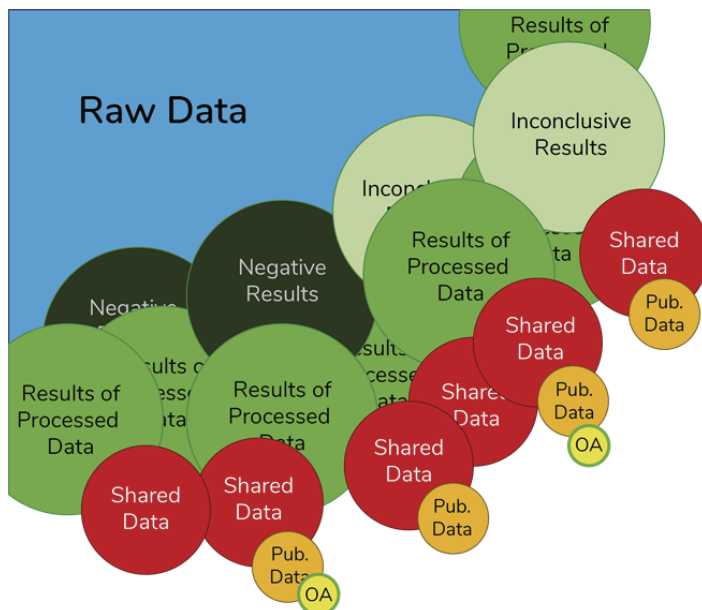 Results of
Raw Data
Inconclusive
Results
Results of
Processed
Data
Shared
Data
Negative
Results
Pub.
Data
Shared
Data
Negative
Results of
Processed
Data
Results of
Processed
Data
Shared
Data
Pub.
Data
OA
Shared
Data
Shared
Data
Shared
Data
Pub.
Data
Pub.
Data
OA